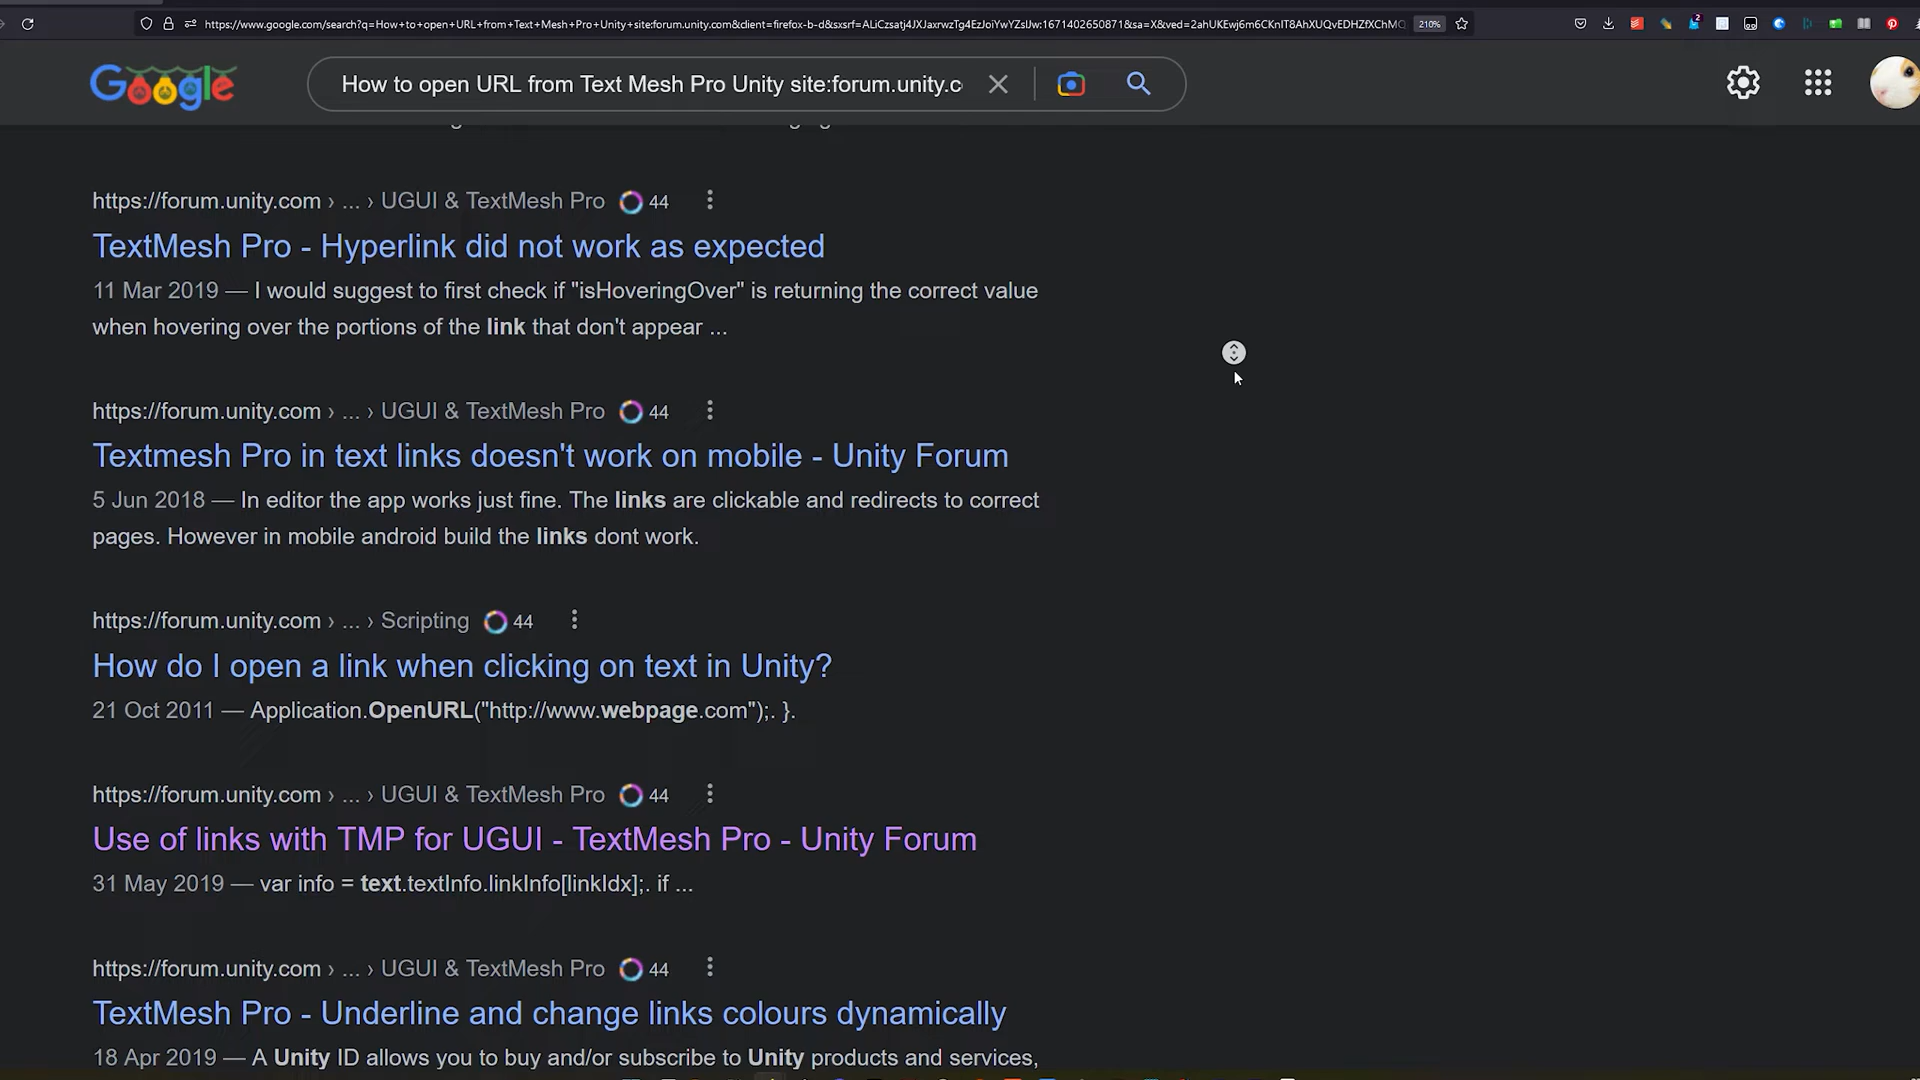 https://www.google.com/search?q=How+to+open+URL+from+Text+Mesh+Pro+Unity+site:forum.unity.com&client=firefox-b-d&sxsrf=ALiCzsatj4JXJaxrwzTg4EzJoiYwYZslJw:1671402650871&sa=X&ved=2ahUKEwj6m6CKnIT8AhXUQvEDHZfXChMQ
210%
2
Google
How to open URL from Text Mesh Pro Unity site:forum.unity.c
https://forum.unity.com › ... › UGUI & TextMesh Pro 44
TextMesh Pro - Hyperlink did not work as expected
11 Mar 2019 — I would suggest to first check if "isHoveringOver" is returning the correct value
when hovering over the portions of the link that don't appear ...
https://forum.unity.com › ... › UGUI & TextMesh Pro 44
Textmesh Pro in text links doesn't work on mobile - Unity Forum
5 Jun 2018 — In editor the app works just fine. The links are clickable and redirects to correct
pages. However in mobile android build the links dont work.
https://forum.unity.com › ... › Scripting 44
How do I open a link when clicking on text in Unity?
21 Oct 2011 — Application.OpenURL("http://www.webpage.com");. }.
https://forum.unity.com › ... › UGUI & TextMesh Pro 44
Use of links with TMP for UGUI - TextMesh Pro - Unity Forum
31 May 2019 — var info = text.textInfo.linkInfo[linkIdx];. if ...
https://forum.unity.com › ... › UGUI & TextMesh Pro 44
TextMesh Pro - Underline and change links colours dynamically
18 Apr 2019 — A Unity ID allows you to buy and/or subscribe to Unity products and services,